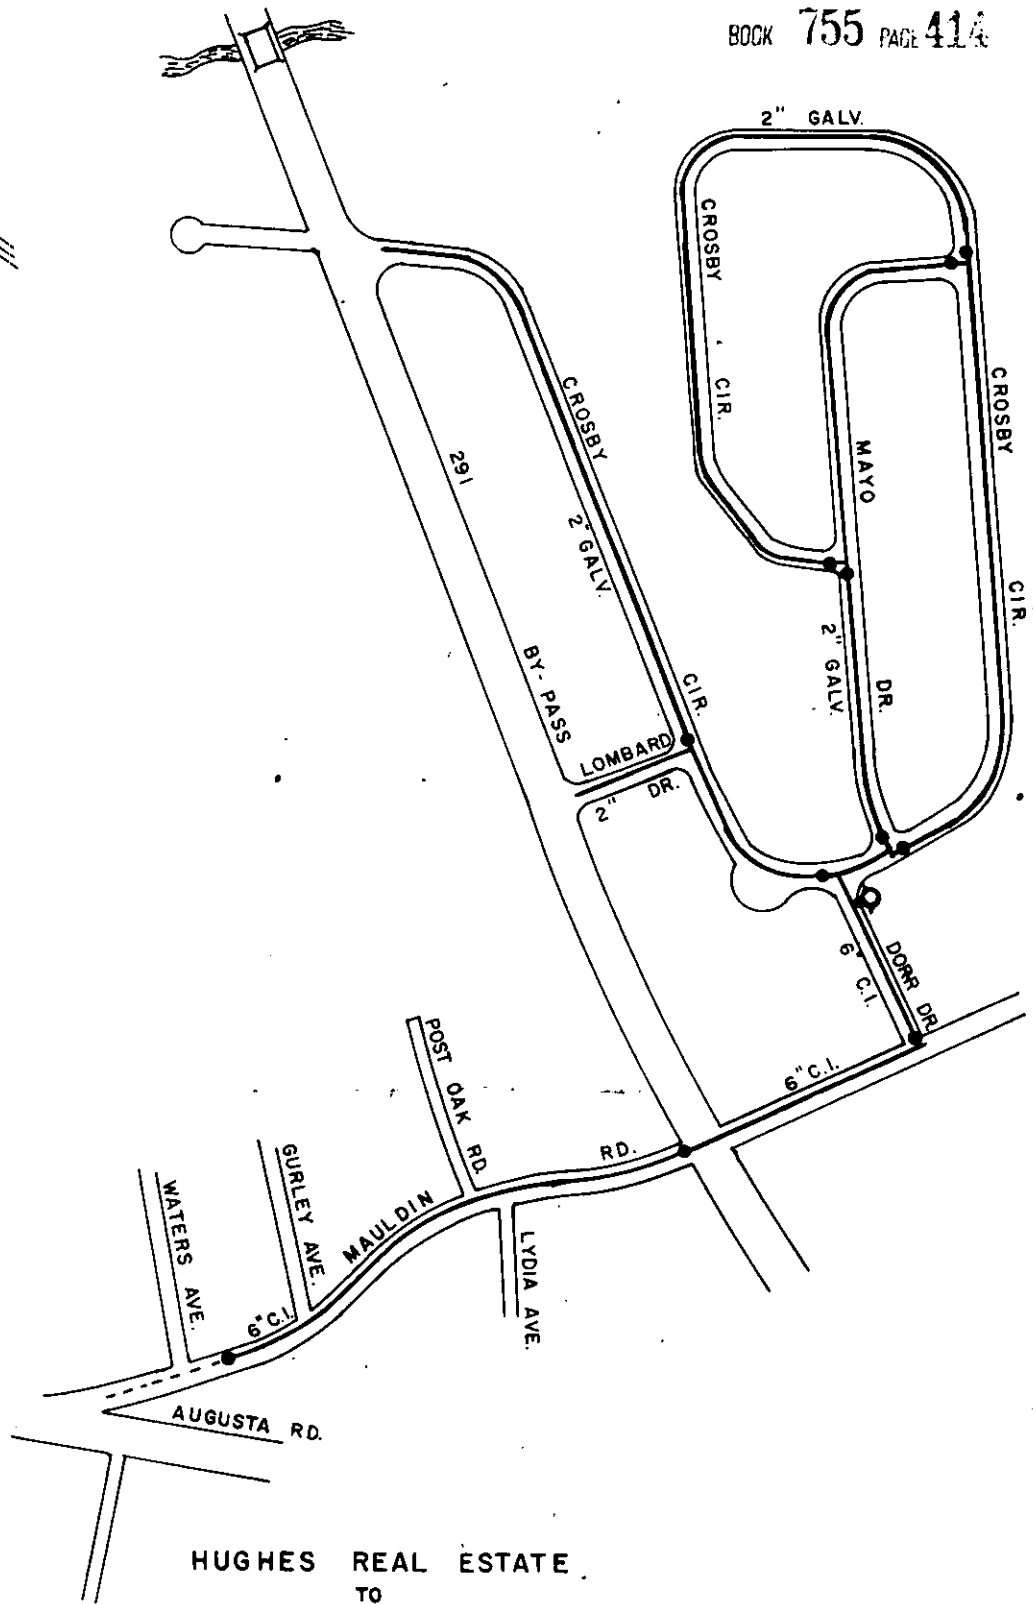 BOOK 755 PAGE 414
2" GALV.
CROSBY CIR.
CROSBY CIR.
MAYO DR.
2" GALV.
CROSBY CIR.
2" GALV.
291 BY-PASS
LOMBARD DR.
2"
DORR DR.
6" C.I.
6" C.I.
POST OAK RD.
MAULDIN RD.
GURLEY AVE.
WATERS AVE.
LYDIA AVE.
6" C.I.
AUGUSTA RD.
HUGHES REAL ESTATE
TO